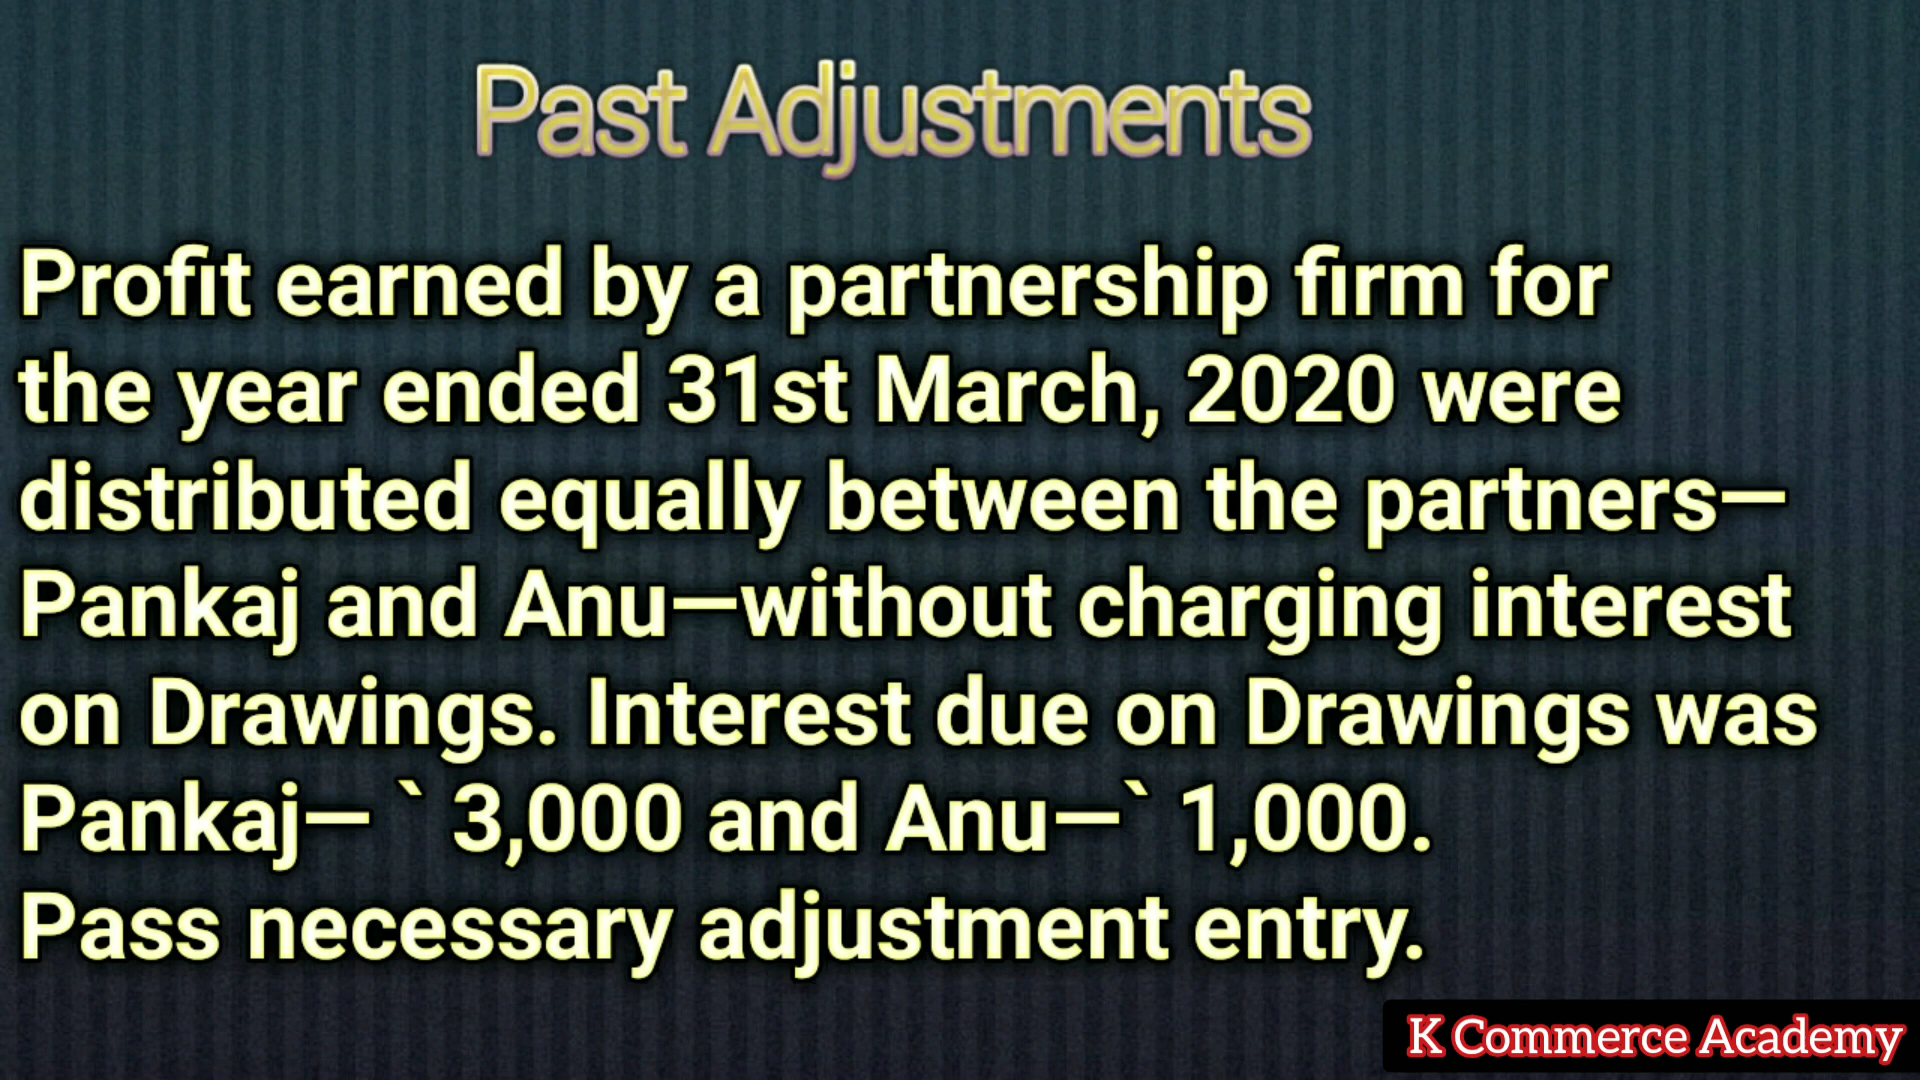 Past Adjustments
Profit earned by a partnership firm for
the year ended 31st March, 2020 were
distributed equally between the partners—
Pankaj and Anu—without charging interest
on Drawings. Interest due on Drawings was
Pankaj— ` 3,000 and Anu—` 1,000.
Pass necessary adjustment entry.
K Commerce Academy